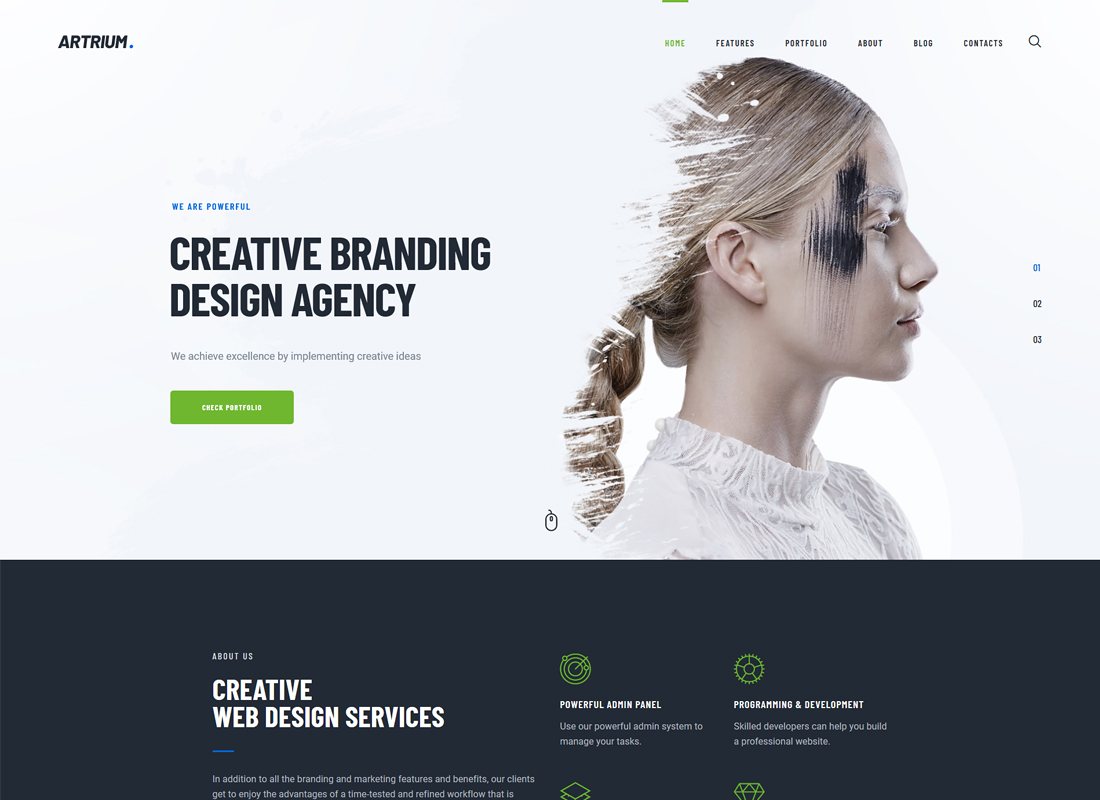 ARTRIUM.
HOME FEATURES PORTFOLIO ABOUT BLOG CONTACTS
WE ARE POWERFUL
CREATIVE BRANDING
DESIGN AGENCY
We achieve excellence by implementing creative ideas
CHECK PORTFOLIO
01
02
03
ABOUT US
CREATIVE
WEB DESIGN SERVICES
In addition to all the branding and marketing features and benefits, our clients
get to enjoy the advantages of a time-tested and refined workflow that is
POWERFUL ADMIN PANEL
Use our powerful admin system to
manage your tasks.
PROGRAMMING & DEVELOPMENT
Skilled developers can help you build
a professional website.